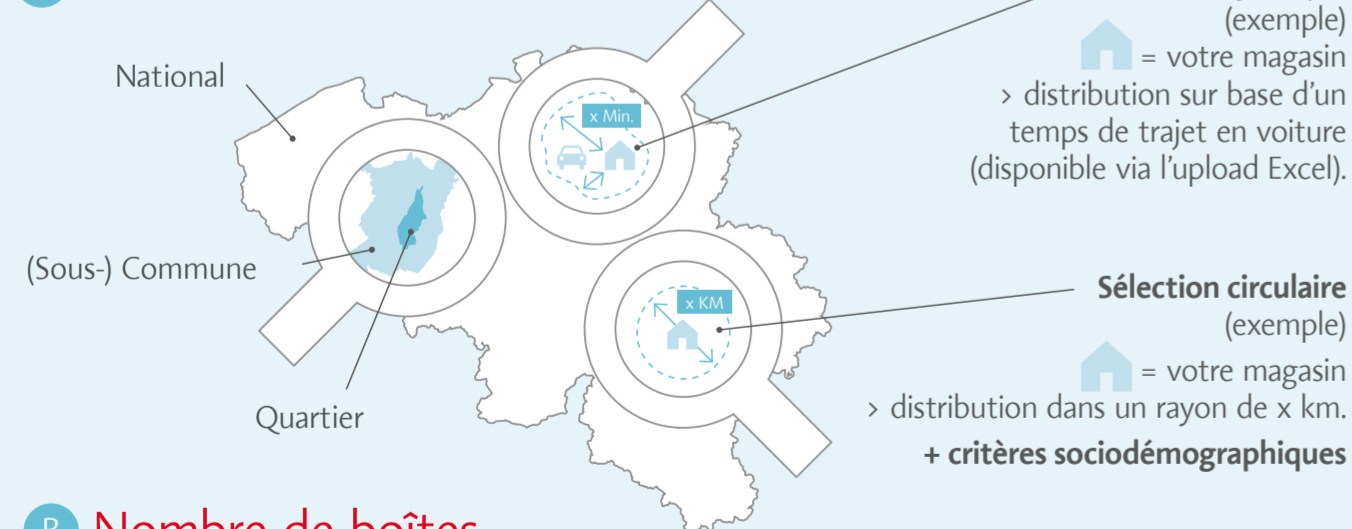 National
(Sous-) Commune
Quartier
x Min.
x KM
(exemple)
= votre magasin
> distribution sur base d’un
temps de trajet en voiture
(disponible via l’upload Excel).
Sélection circulaire
(exemple)
= votre magasin
> distribution dans un rayon de x km.
+ critères sociodémographiques
B Nombre de boîtes